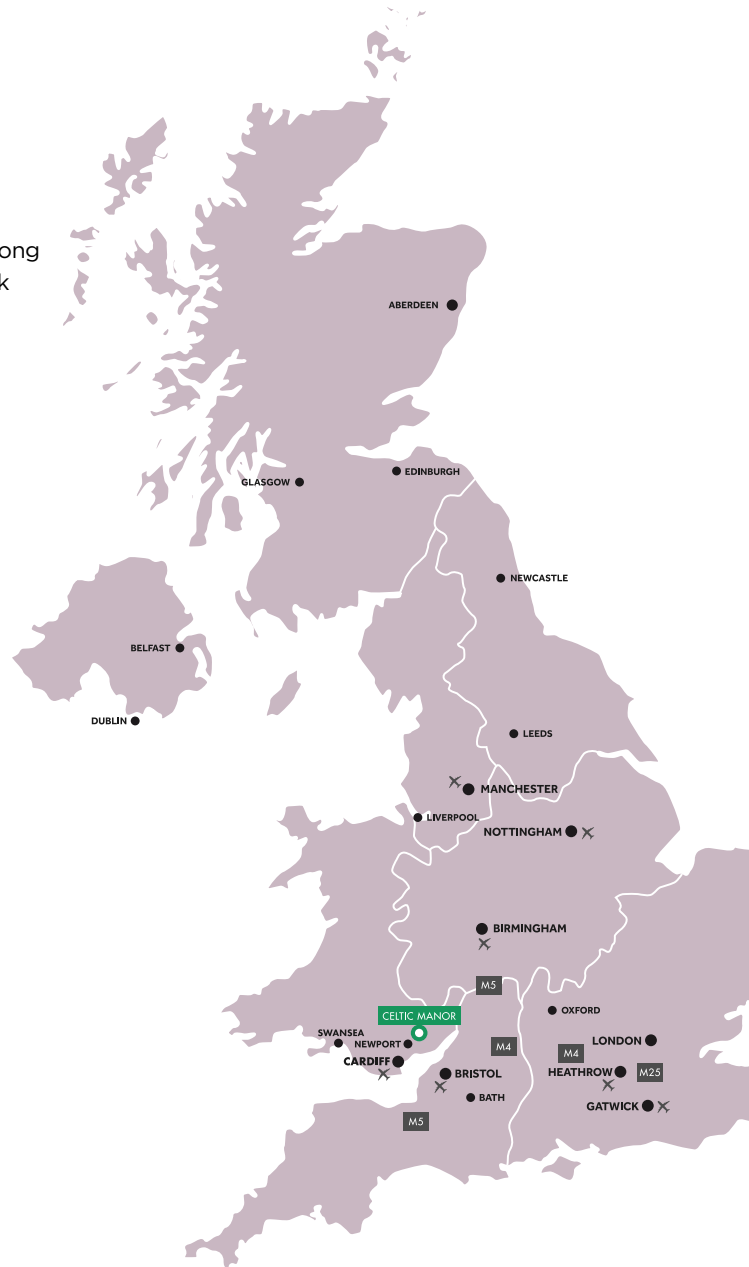 ong
k
ABERDEEN
EDINBURGH
GLASGOW
NEWCASTLE
BELFAST
DUBLIN
LEEDS
MANCHESTER
LIVERPOOL
NOTTINGHAM
BIRMINGHAM
M5
CELTIC MANOR
OXFORD
SWANSEA
NEWPORT
LONDON
M4
M4
CARDIFF
BRISTOL
HEATHROW
M25
BATH
GATWICK
M5